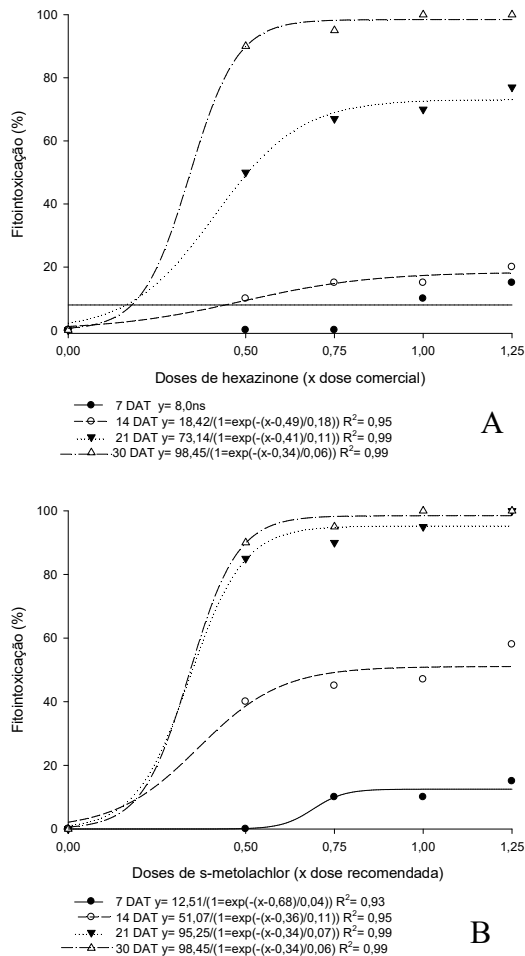 100
80
60
40
20
0
Fitointoxicação (%)
0,00 0,50 0,75 1,00 1,25
Doses de hexazinone (x dose comercial)
7 DAT y= 8,0ns
14 DAT y= 18,42/(1=exp(-(x-0,49)/0,18)) R²= 0,95
21 DAT y= 73,14/(1=exp(-(x-0,41)/0,11)) R²= 0,99
30 DAT y= 98,45/(1=exp(-(x-0,34)/0,06)) R²= 0,99
A
100
80
60
40
20
0
Fitointoxicação (%)
0,00 0,50 0,75 1,00 1,25
Doses de s-metolachlor (x dose recomendada)
7 DAT y= 12,51/(1=exp(-(x-0,68)/0,04)) R²= 0,93
14 DAT y= 51,07/(1=exp(-(x-0,36)/0,11)) R²= 0,95
21 DAT y= 95,25/(1=exp(-(x-0,34)/0,07)) R²= 0,99
30 DAT y= 98,45/(1=exp(-(x-0,34)/0,06) R²= 0,99
B